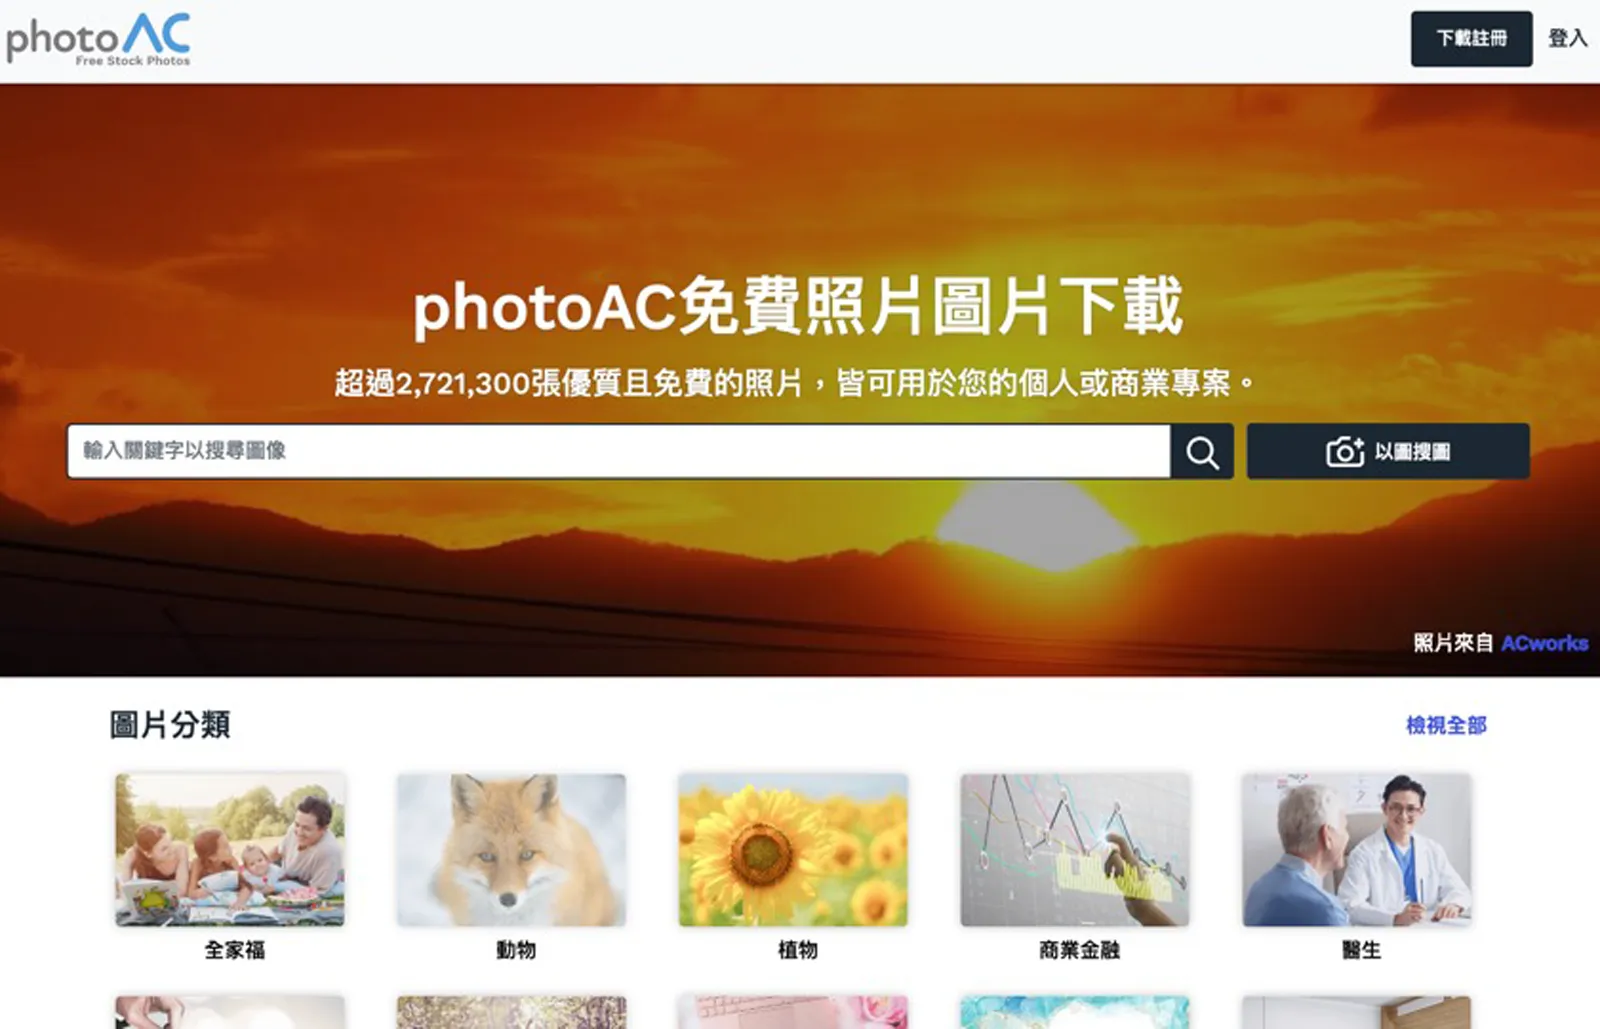 photoAC
Free Stock Photos
下載註冊
登入
photoAC免費照片圖片下載
超過2,721,300張優質且免費的照片，皆可用於您的個人或商業專案。
輸入關鍵字以搜尋圖像
以圖搜圖
照片來自 ACworks
圖片分類
檢視全部
全家福
動物
植物
商業金融
醫生